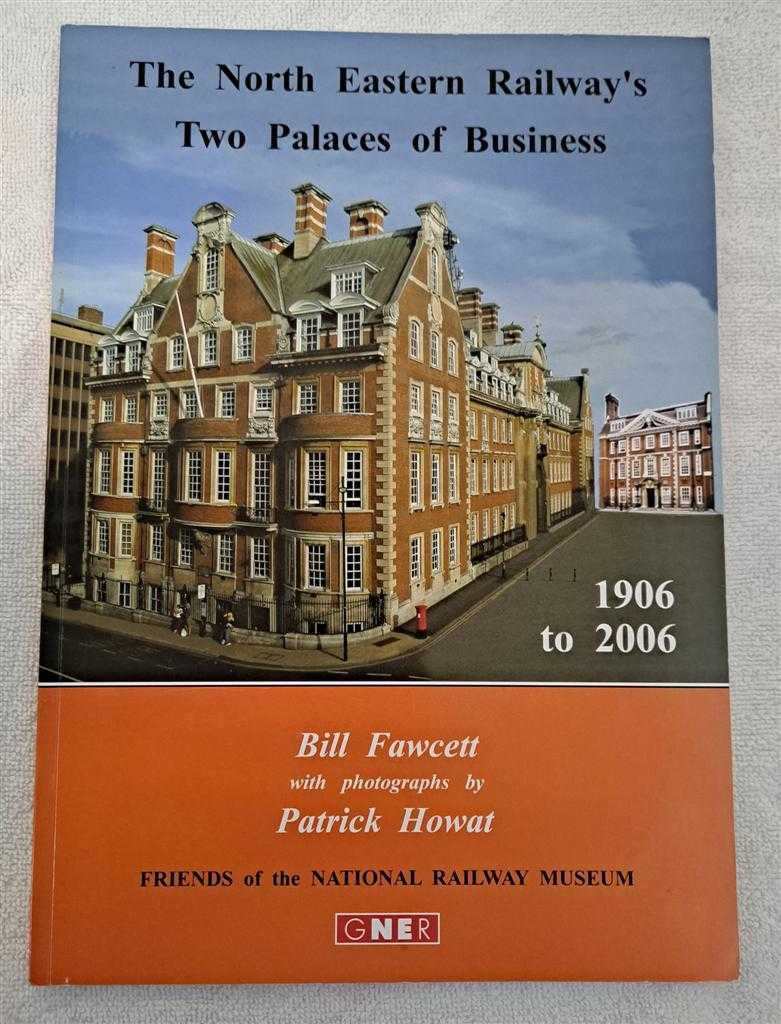 The North Eastern Railway's
Two Palaces of Business
1906
to 2006
Bill Fawcett
with photographs by
Patrick Howat
FRIENDS of the NATIONAL RAILWAY MUSEUM
GNER